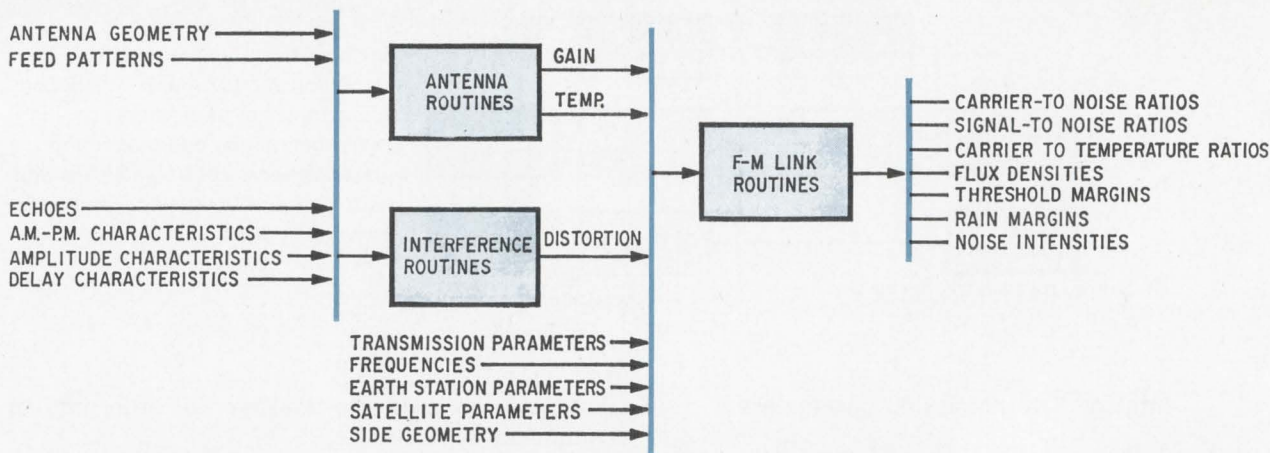 ANTENNA GEOMETRY
FEED PATTERNS
ECHOES
A.M.-P.M. CHARACTERISTICS
AMPLITUDE CHARACTERISTICS
DELAY CHARACTERISTICS
ANTENNA
ROUTINES
INTERFERENCE
ROUTINES
GAIN
TEMP.
DISTORTION
TRANSMISSION PARAMETERS
FREQUENCIES
EARTH STATION PARAMETERS
SATELLITE PARAMETERS
SIDE GEOMETRY
F-M LINK
ROUTINES
CARRIER-TO NOISE RATIOS
SIGNAL-TO NOISE RATIOS
CARRIER TO TEMPERATURE RATIOS
FLUX DENSITIES
THRESHOLD MARGINS
RAIN MARGINS
NOISE INTENSITIES